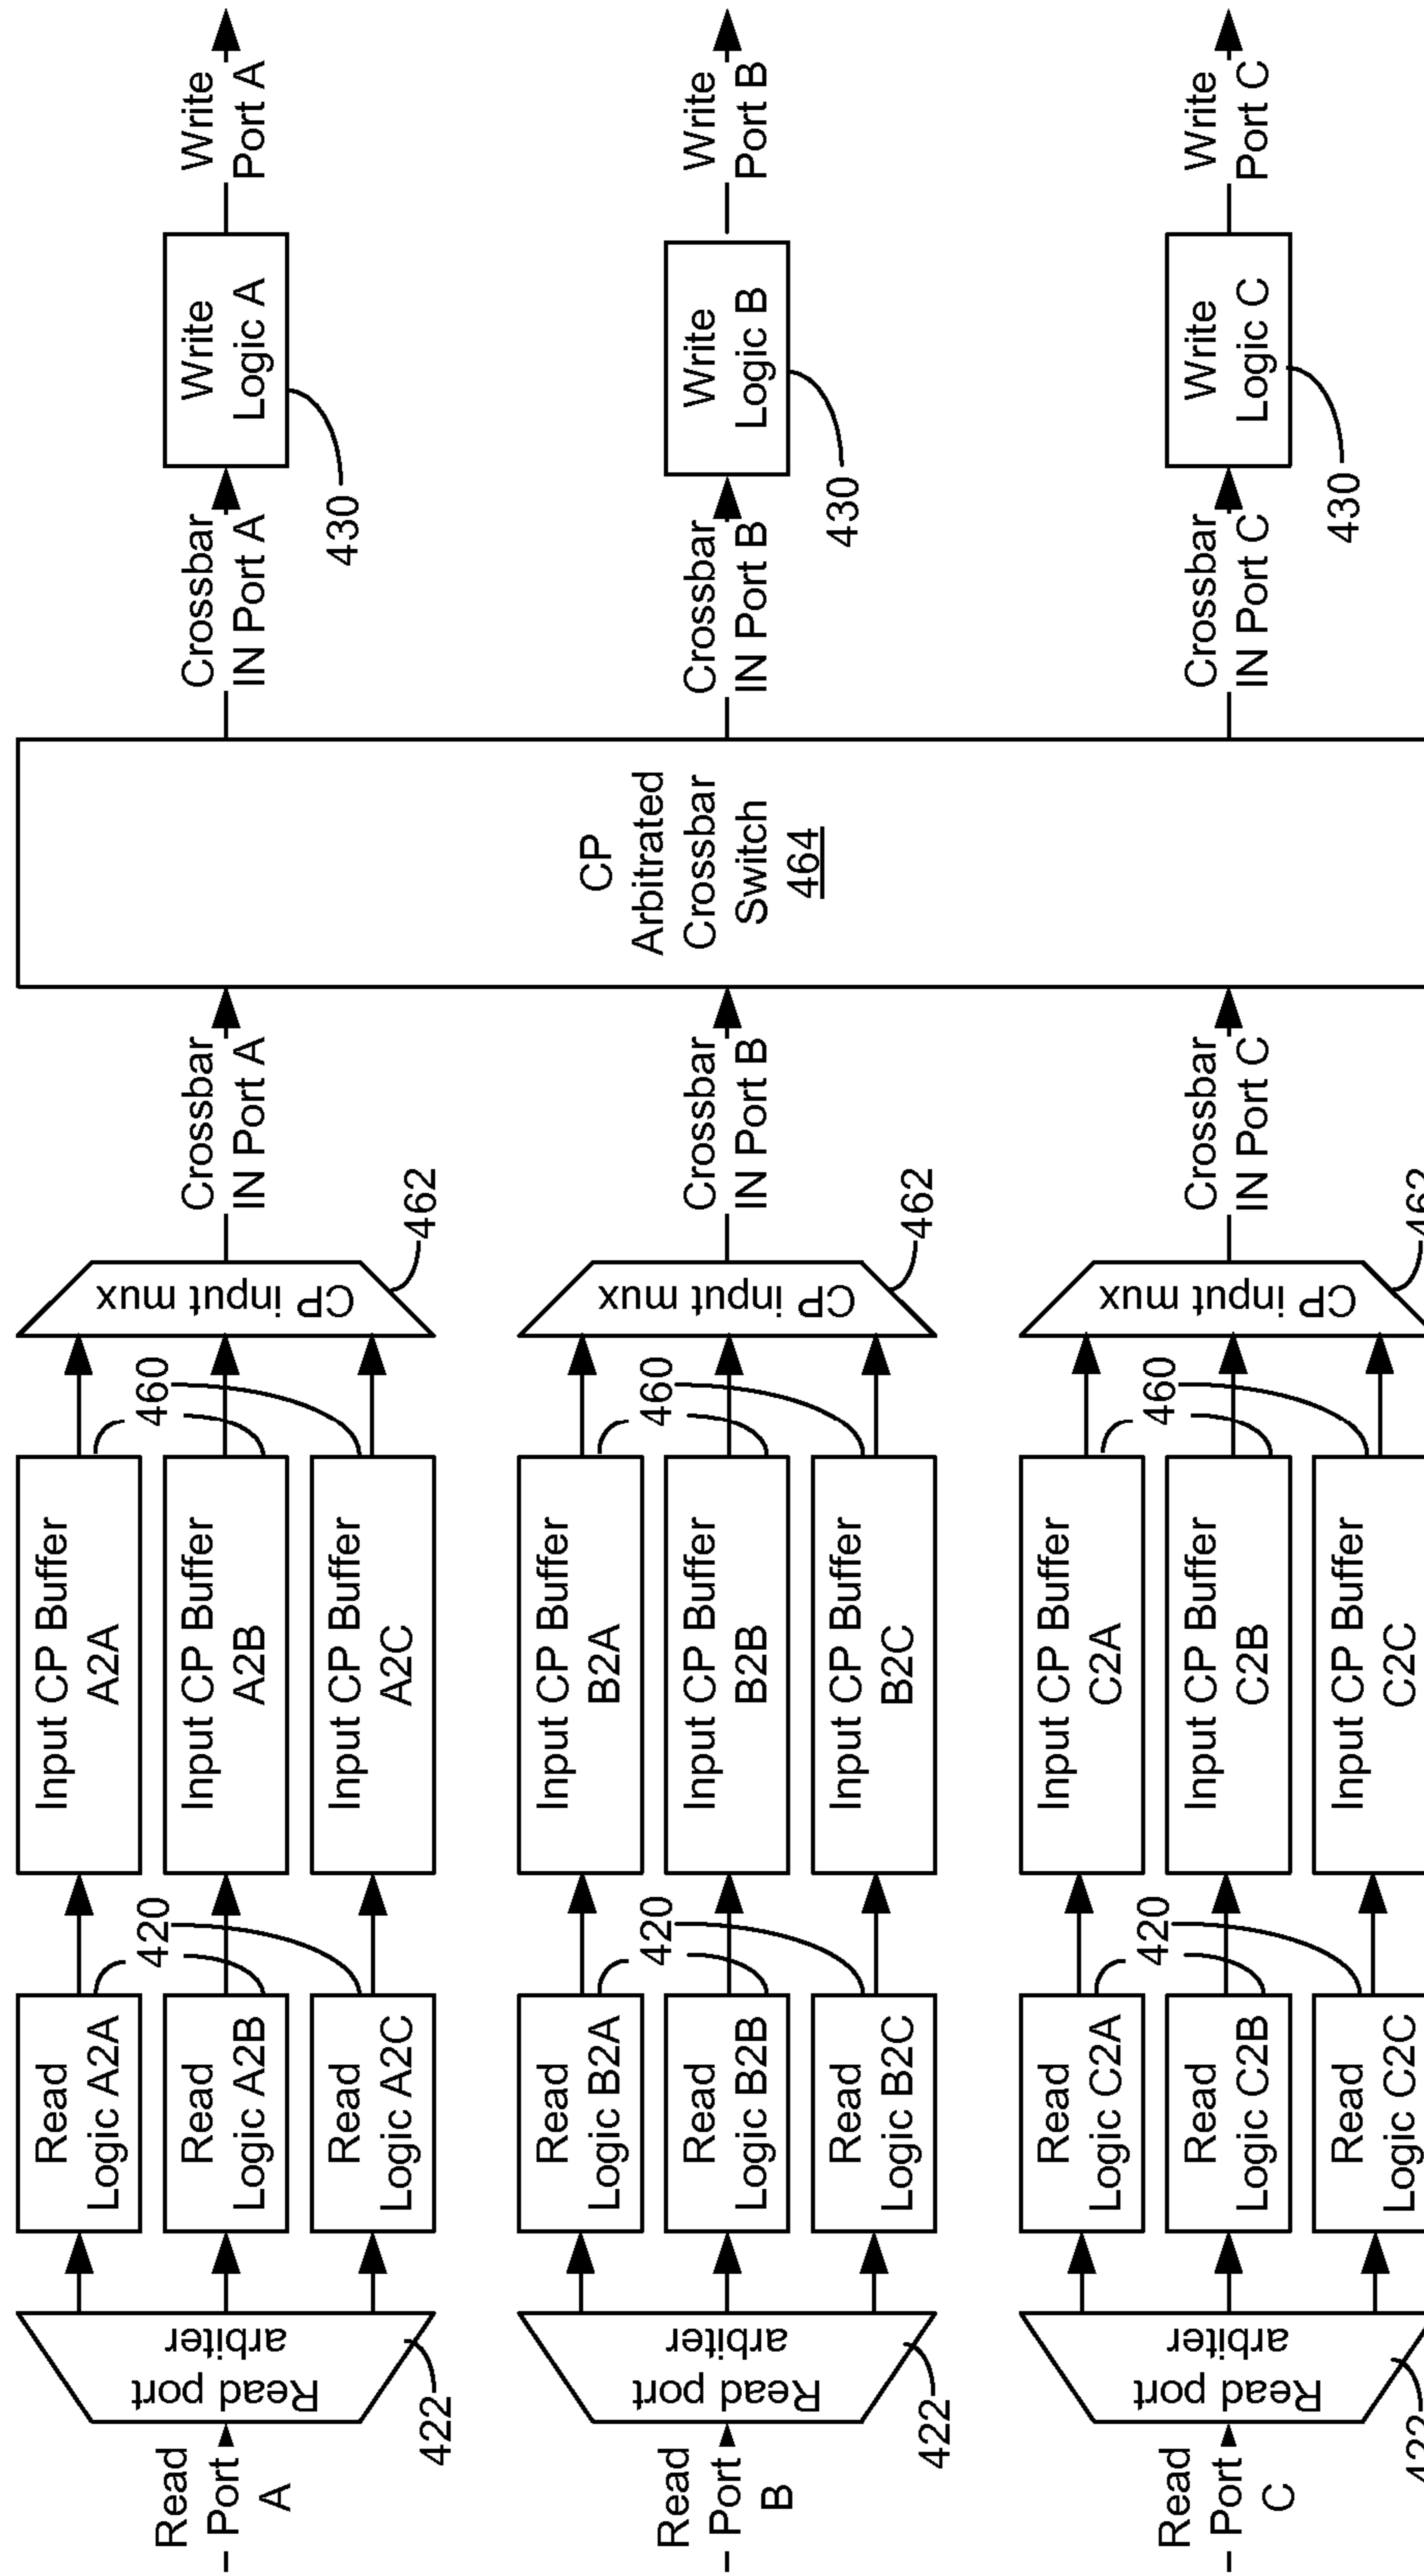 Read
Port
A
Read port
arbiter
422
Read
Logic A2A
Read
Logic A2B
Read
Logic A2C
420
Input CP Buffer
A2A
Input CP Buffer
A2B
Input CP Buffer
A2C
460
CP input mux
462
Crossbar
IN Port A
Crossbar
IN Port A
Write
Logic A
430
Write
Port A
Read
Port
B
Read port
arbiter
422
Read
Logic B2A
Read
Logic B2B
Read
Logic B2C
420
Input CP Buffer
B2A
Input CP Buffer
B2B
Input CP Buffer
B2C
460
CP input mux
462
Crossbar
IN Port B
CP
Arbitrated
Crossbar
Switch
464
Crossbar
IN Port B
Write
Logic B
430
Write
Port B
Read
Port
C
Read port
arbiter
422
Read
Logic C2A
Read
Logic C2B
Read
Logic C2C
420
Input CP Buffer
C2A
Input CP Buffer
C2B
Input CP Buffer
C2C
460
CP input mux
462
Crossbar
IN Port C
Crossbar
IN Port C
Write
Logic C
430
Write
Port C